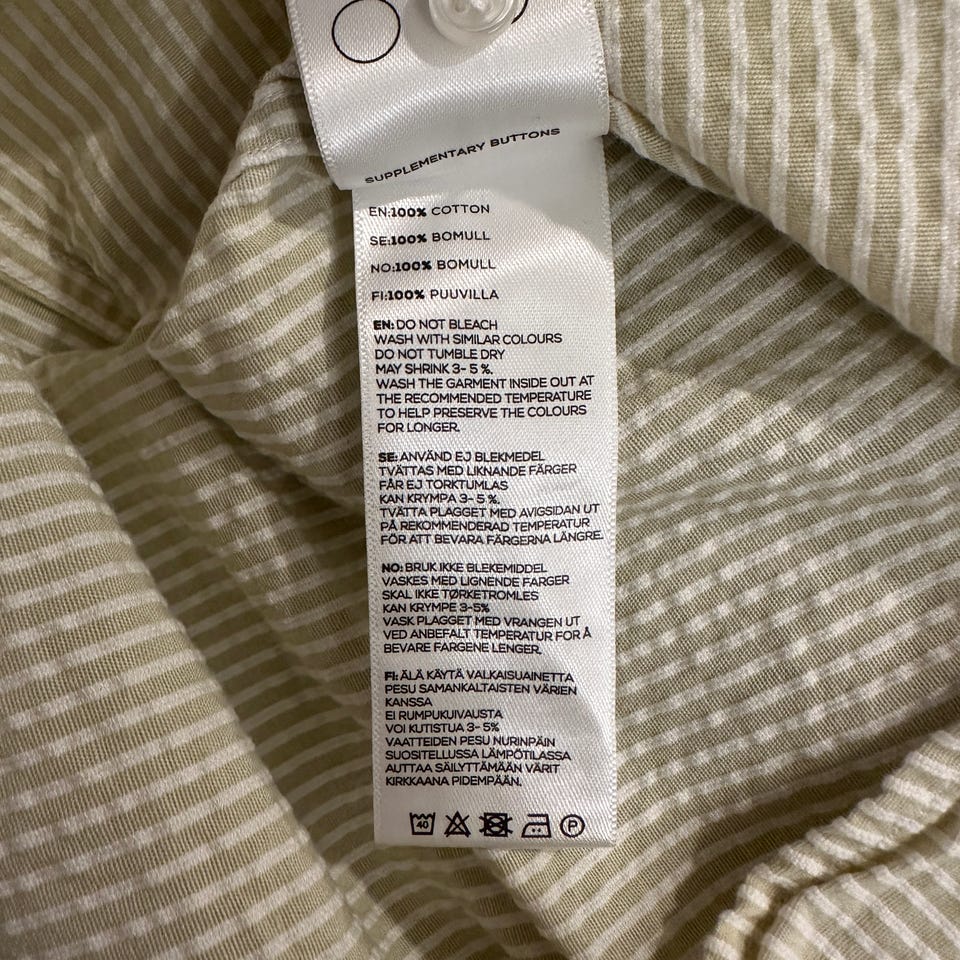 SUPPLEMENTARY BUTTONS
EN:100% COTTON
SE:100% BOMULL
NO:100% BOMULL
FI:100% PUUVILLA
EN: DO NOT BLEACH
WASH WITH SIMILAR COLOURS
DO NOT TUMBLE DRY
MAY SHRINK 3- 5 %.
WASH THE GARMENT INSIDE OUT AT
THE RECOMMENDED TEMPERATURE
TO HELP PRESERVE THE COLOURS
FOR LONGER.
SE: ANVÄND EJ BLEKMEDEL
TVÄTTAS MED LIKNANDE FÄRGER
FÅR EJ TORKTUMLAS
KAN KRYMPA 3- 5 %.
TVÄTTA PLAGGET MED AVIGSIDAN UT
PÅ REKOMMENDERAD TEMPERATUR
FÖR ATT BEVARA FÄRGERNA LÄNGRE.
NO: BRUK IKKE BLEKEMIDDEL
VASKES MED LIGNENDE FARGER
SKAL IKKE TØRKETROMLES
KAN KRYMPE 3-5%
VASK PLAGGET MED VRANGEN UT
VED ANBEFALT TEMPERATUR FOR Å
BEVARE FARGENE LENGER.
FI: ÄLÄ KÄYTÄ VALKAISUAINETTA
PESU SAMANKALTAISTEN VÄRIEN
KANSSA
EI RUMPUKUIVAUSTA
VOI KUTISTUA 3- 5%
VAATTEIDEN PESU NURINPÄIN
SUOSITELLUSSA LÄMPÖTILASSA
AUTTAA SÄILYTTÄMÄÄN VÄRIT
KIRKKAANA PIDEMPÄÄN.
40 P